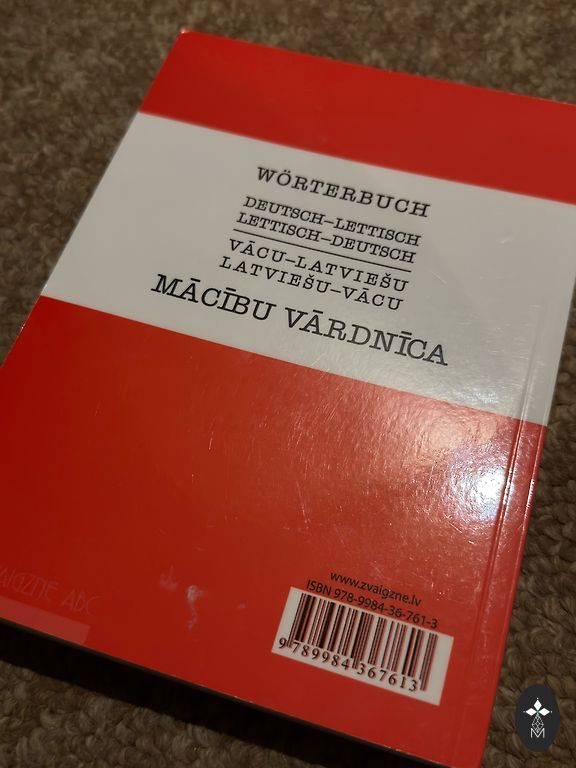 WÖRTERBUCH
DEUTSCH–LETTISCH
LETTISCH–DEUTSCH
VĀCU–LATVIEŠU
LATVIEŠU–VĀCU
MĀCĪBU VĀRDNĪCA
ABC
www.zvaigzne.lv
ISBN 978-9984-36-761-3
9 789984 367613
M